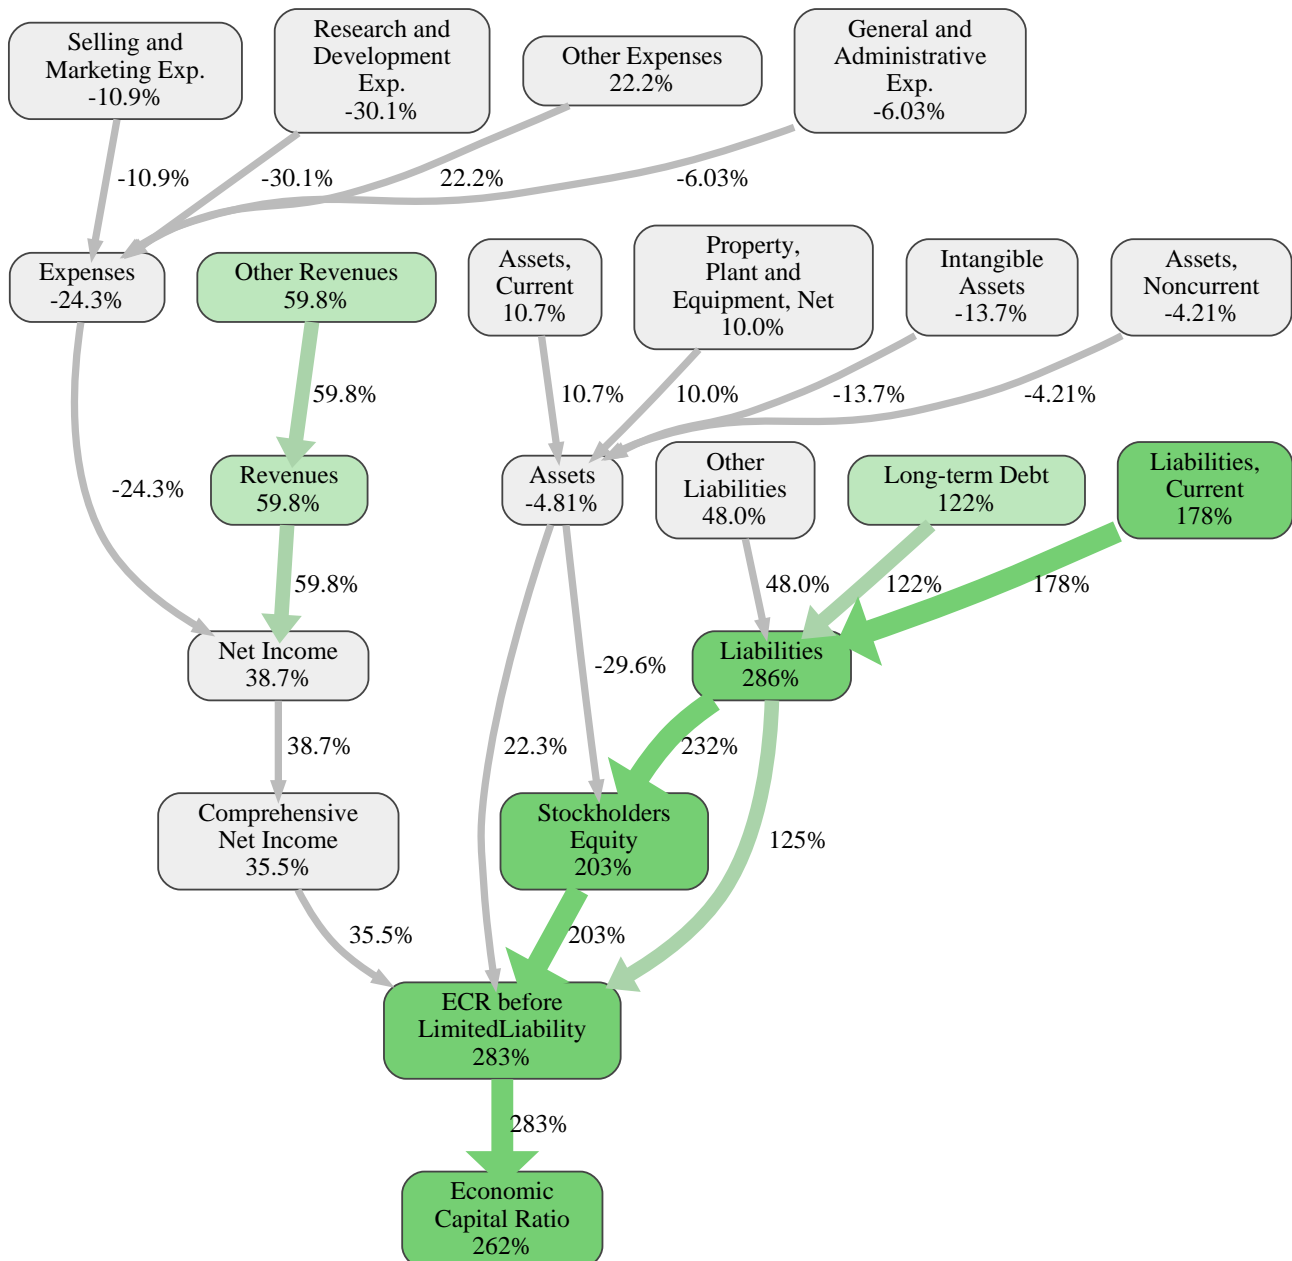 Selling and
Marketing Exp.
-10.9%
Research and
Development
Exp.
-30.1%
Other Expenses
22.2%
General and
Administrative
Exp.
-6.03%
-10.9%
-30.1%
22.2%
-6.03%
Expenses
-24.3%
Other Revenues
59.8%
Assets,
Current
10.7%
Property,
Plant and
Equipment, Net
10.0%
Intangible
Assets
-13.7%
Assets,
Noncurrent
-4.21%
59.8%
10.7%
10.0%
-13.7%
-4.21%
-24.3%
Revenues
59.8%
Assets
-4.81%
Other
Liabilities
48.0%
Long-term Debt
122%
Liabilities,
Current
178%
59.8%
48.0%
122%
178%
Net Income
38.7%
-29.6%
Liabilities
286%
38.7%
22.3%
232%
Comprehensive
Net Income
35.5%
Stockholders
Equity
203%
125%
35.5%
203%
ECR before
LimitedLiability
283%
283%
Economic
Capital Ratio
262%